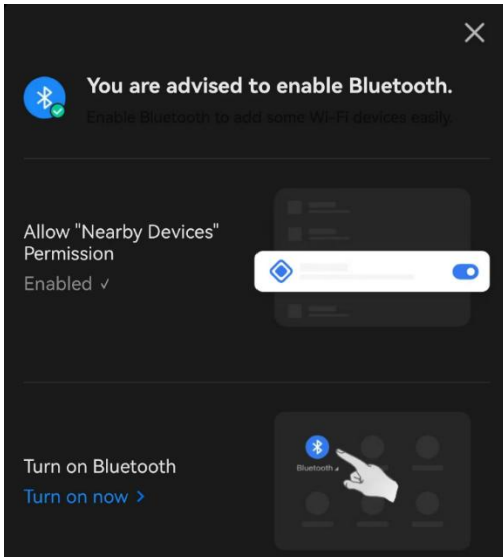 You are advised to enable Bluetooth.
Enable Bluetooth to add some Wi-Fi devices easily.
Allow "Nearby Devices"
Permission
Enabled ✓
Bluetooth
Turn on Bluetooth
Turn on now >